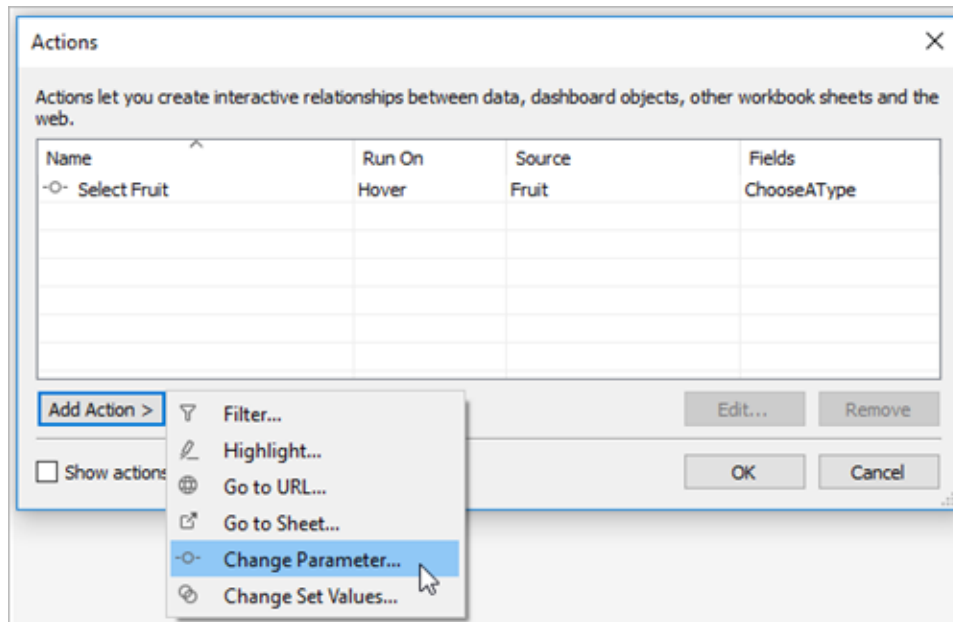 Actions
Actions let you create interactive relationships between data, dashboard objects, other workbook sheets and the
web.
Name Run On Source Fields
Select Fruit Hover Fruit ChooseAType
Add Action > Edit... Remove
Filter...
Highlight...
Show actions OK Cancel
Go to URL...
Go to Sheet...
Change Parameter...
Change Set Values...